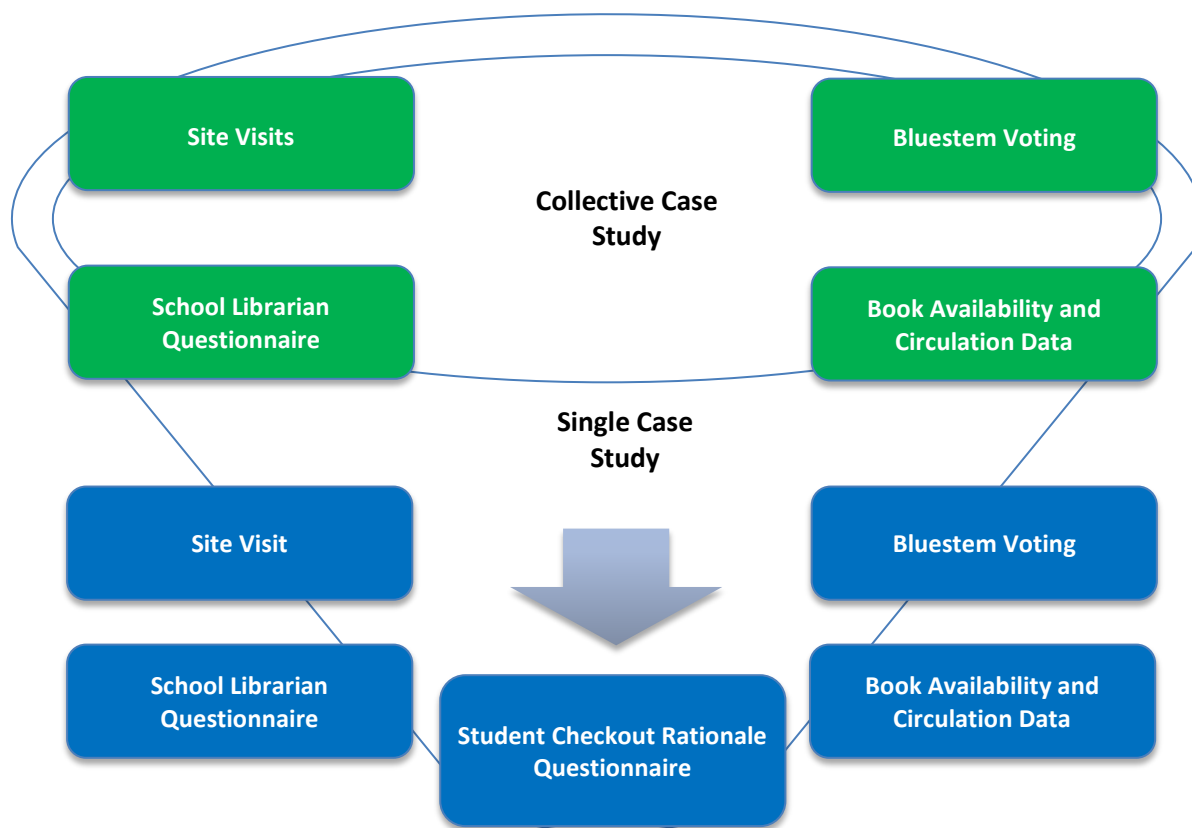 Site Visits
Bluestem Voting
Collective Case
Study
School Librarian
Questionnaire
Book Availability and
Circulation Data
Single Case
Study
Site Visit
Bluestem Voting
School Librarian
Questionnaire
Book Availability and
Circulation Data
Student Checkout Rationale
Questionnaire